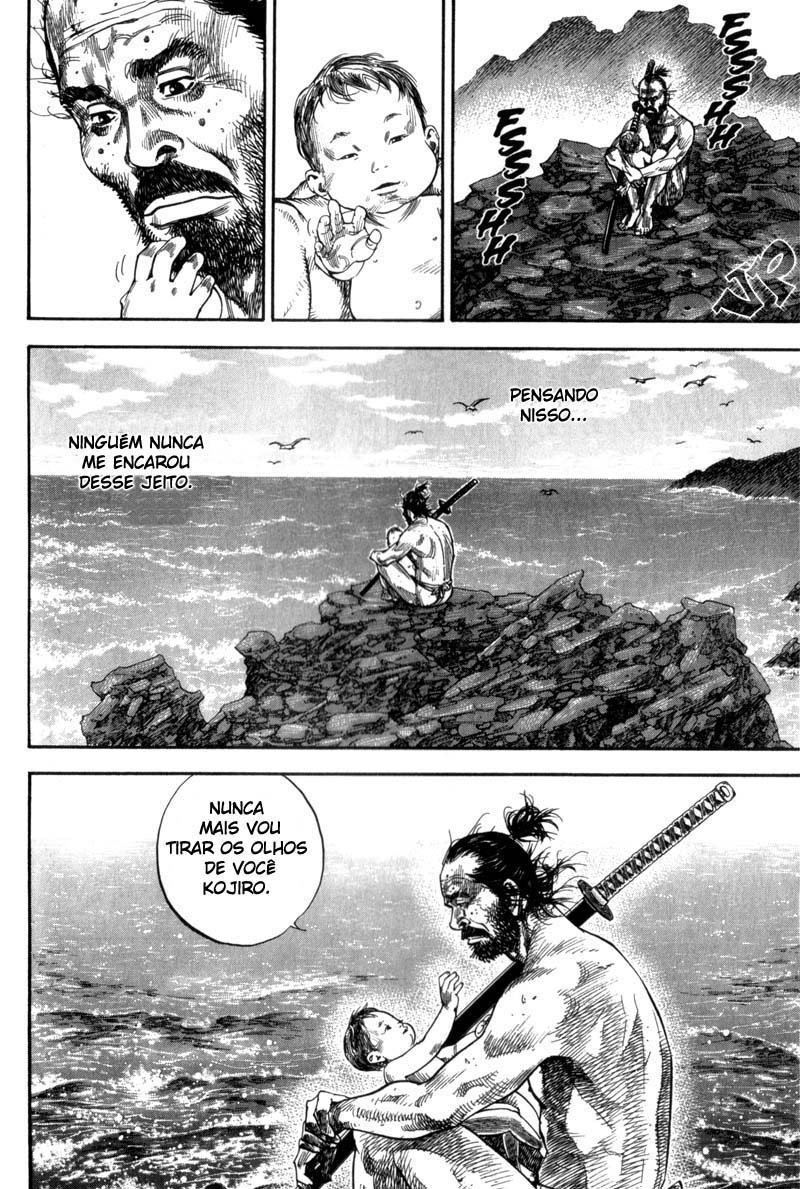 FSSSHH
FSSSHH
VP
PENSANDO
NISSO...
NINGUÉM NUNCA
ME ENCAROU
DESSE JEITO.
NUNCA
MAIS VOU
TIRAR OS OLHOS
DE VOCÊ
KOJIRO.